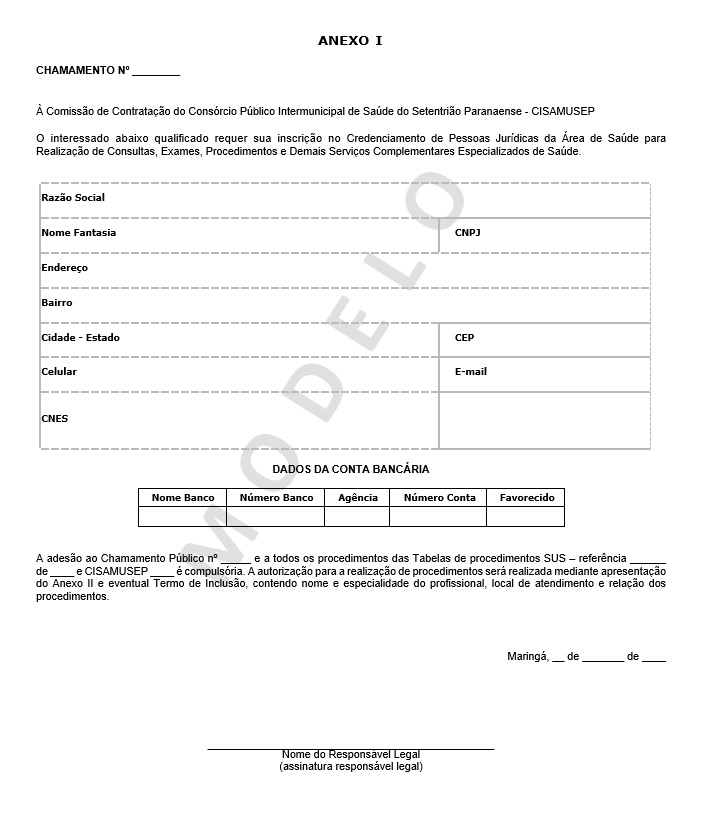 ANEXO I
CHAMAMENTO Nº ________
À Comissão de Contratação do Consórcio Público Intermunicipal de Saúde do Setentrião Paranaense - CISAMUSEP
O interessado abaixo qualificado requer sua inscrição no Credenciamento de Pessoas Jurídicas da Área de Saúde para
Realização de Consultas, Exames, Procedimentos e Demais Serviços Complementares Especializados de Saúde.
Razão Social
Nome Fantasia CNPJ
Endereço
Bairro
Cidade - Estado CEP
Celular E-mail
CNES
MODELO
DADOS DA CONTA BANCÁRIA
Nome Banco Número Banco Agência Número Conta Favorecido
A adesão ao Chamamento Público nº _____ e a todos os procedimentos das Tabelas de procedimentos SUS – referência ______
de ____ e CISAMUSEP ____ é compulsória. A autorização para a realização de procedimentos será realizada mediante apresentação
do Anexo II e eventual Termo de Inclusão, contendo nome e especialidade do profissional, local de atendimento e relação dos
procedimentos.
Maringá, __ de _______ de ____
Nome do Responsável Legal
(assinatura responsável legal)